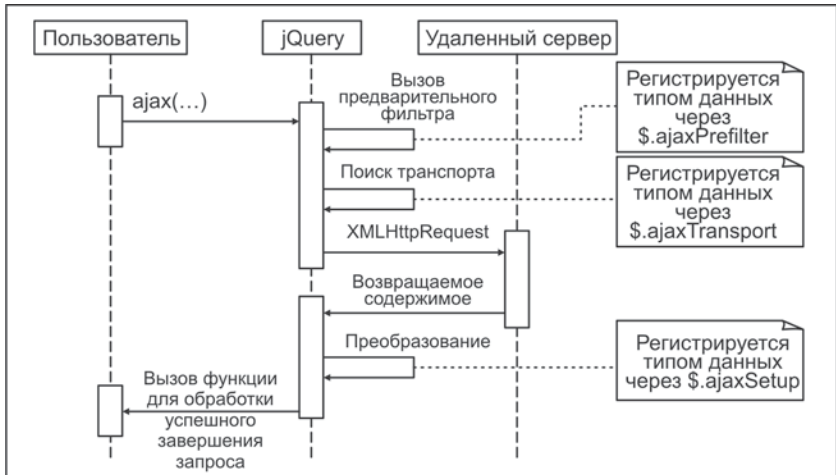 Пользователь
jQuery
Удаленный сервер
ajax(…)
Вызов
предварительного
фильтра
Регистрируется
типом данных
через
$.ajaxPrefilter
Поиск транспорта
Регистрируется
типом данных
через
$.ajaxTransport
XMLHttpRequest
Возвращаемое
содержимое
Преобразование
Регистрируется
типом данных
через $.ajaxSetup
Вызов функции
для обработки
успешного
завершения
запроса